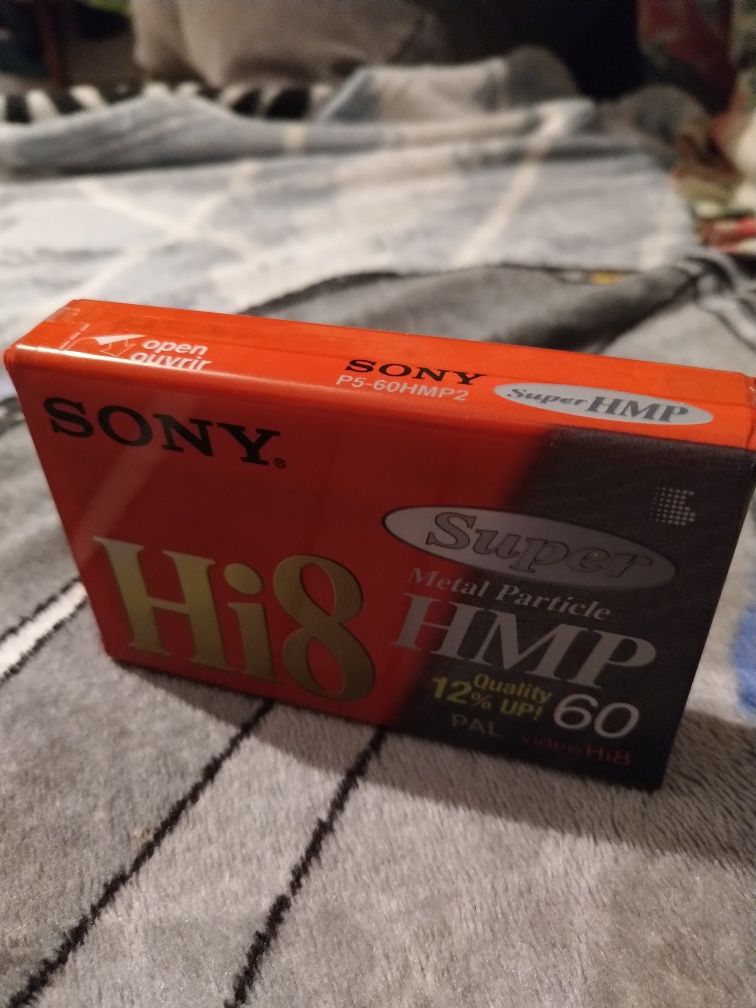 open
ouvrir
SONY
P5-60HMP2
Super HMP
SONY®
Hi8
Super
Metal Particle
HMP
Quality
12% UP!
60
PAL
video Hi8